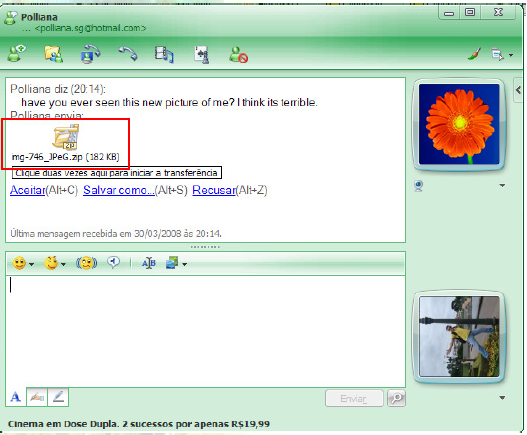 Polliana
... <polliana.sg@hotmail.com>
Polliana diz (20:14):
have you ever seen this new picture of me? I think its terrible.
Polliana envia:
mg-746_JPeG.zip (182 KB)
Clique duas vezes aqui para iniciar a transferência
Aceitar(Alt+C) Salvar como...(Alt+S) Recusar(Alt+Z)
Última mensagem recebida em 30/03/2008 às 20:14.
Enviar
Cinema em Dose Dupla. 2 sucessos por apenas R$19,99